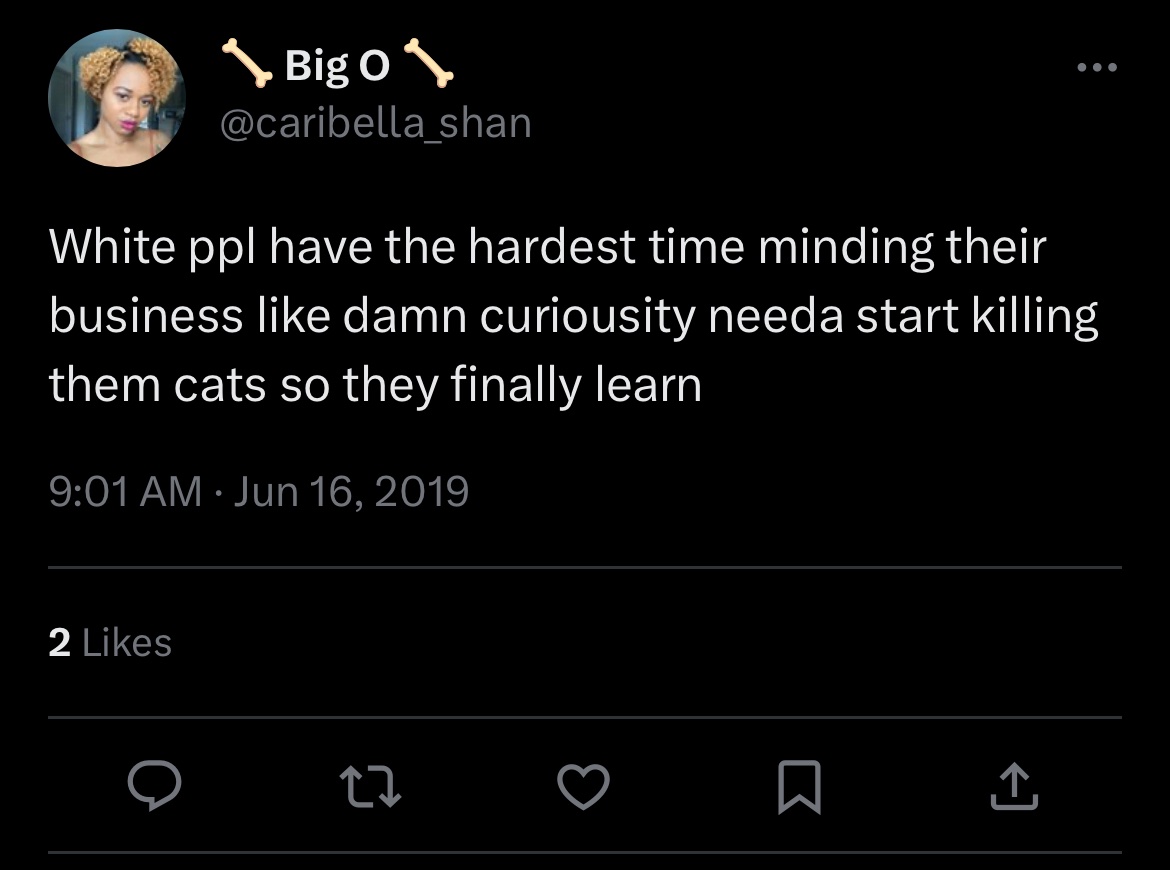 🦴 Big O 🦴
@caribella_shan
White ppl have the hardest time minding their
business like damn curiousity needa start killing
them cats so they finally learn
9:01 AM · Jun 16, 2019
2 Likes